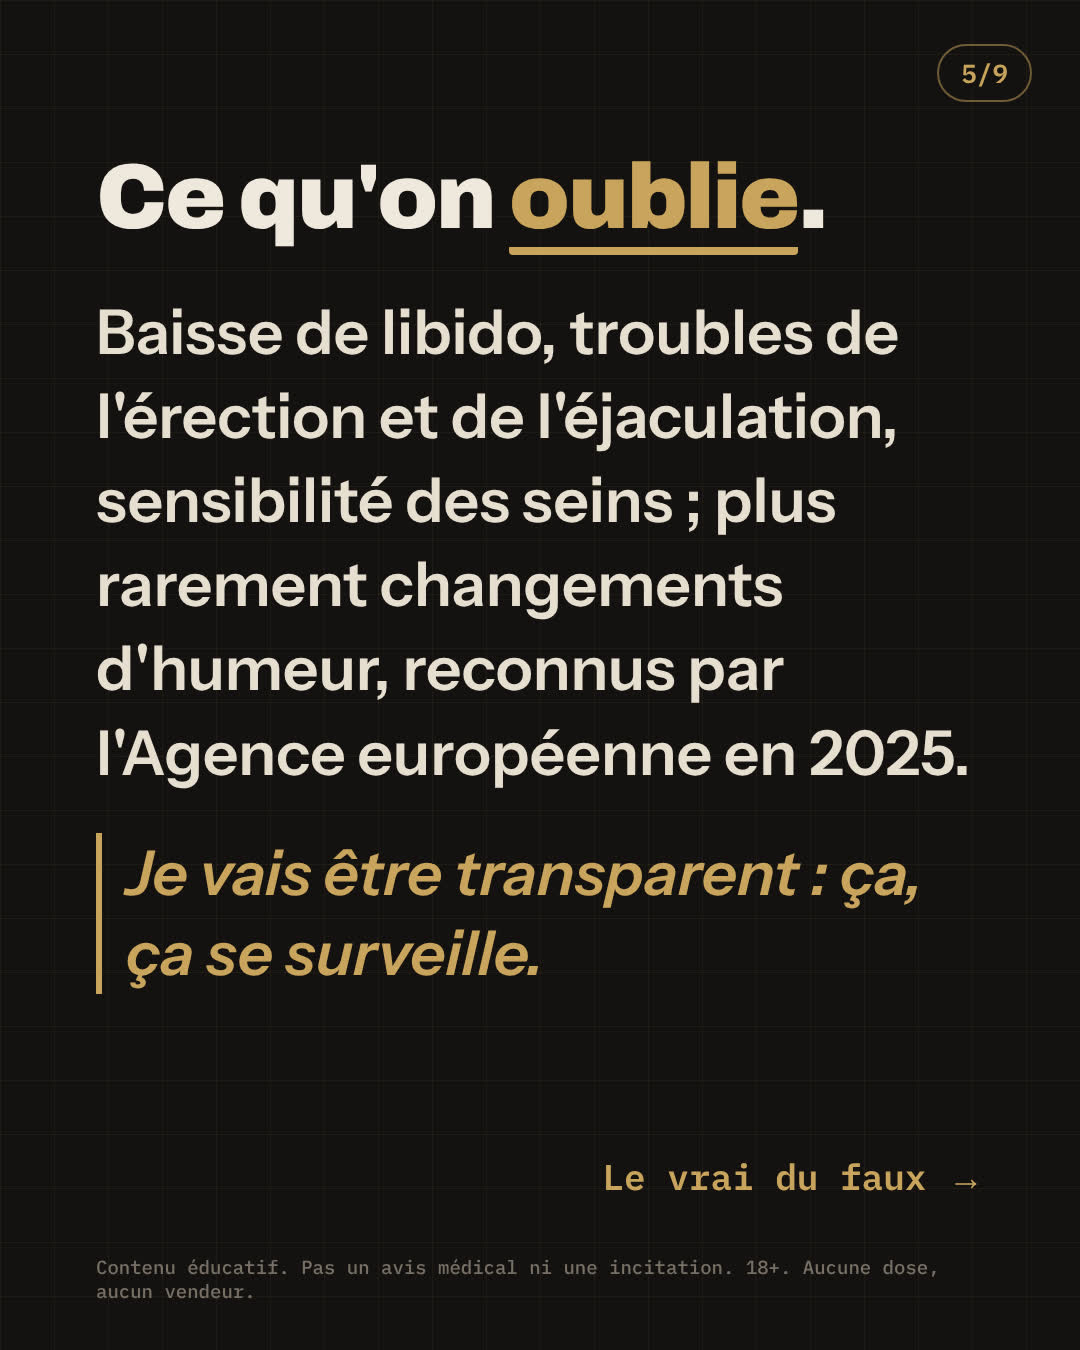 5/9
Ce qu'on oublie.
Baisse de libido, troubles de
l'érection et de l'éjaculation,
sensibilité des seins ; plus
rarement changements
d'humeur, reconnus par
l'Agence européenne en 2025.
Je vais être transparent : ça,
ça se surveille.
Le vrai du faux →
Contenu éducatif. Pas un avis médical ni une incitation. 18+. Aucune dose,
aucun vendeur.